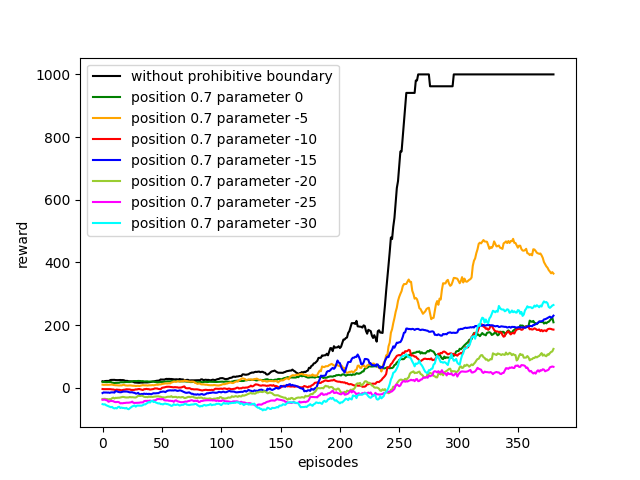 1000
800
600
400
200
0
reward
without prohibitive boundary
position 0.7 parameter 0
position 0.7 parameter -5
position 0.7 parameter -10
position 0.7 parameter -15
position 0.7 parameter -20
position 0.7 parameter -25
position 0.7 parameter -30
0 50 100 150 200 250 300 350
episodes